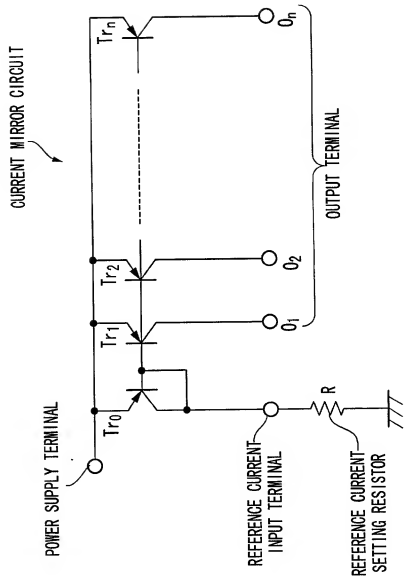 CURRENT MIRROR CIRCUIT
POWER SUPPLY TERMINAL
Tr0
Tr1
Tr2
Trn
REFERENCE CURRENT
INPUT TERMINAL
O1
O2
On
OUTPUT TERMINAL
R
REFERENCE CURRENT
SETTING RESISTOR